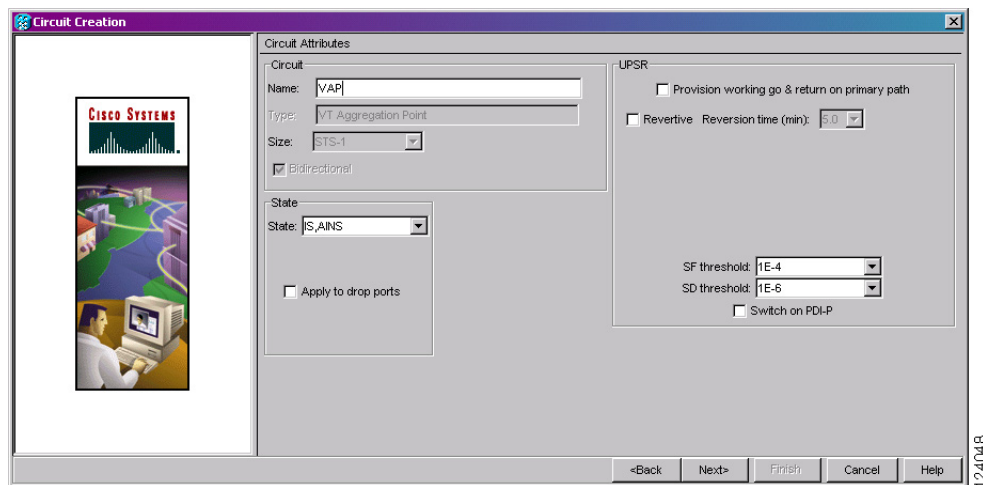 Circuit Creation
Circuit Attributes
CISCO SYSTEMS
Circuit
Name: VAP
Type: VT Aggregation Point
Size: STS-1
Bidirectional
State
State: IS,AINS
Apply to drop ports
UPSR
Provision working go & return on primary path
Revertive Reversion time (min): 5.0
SF threshold: 1E-4
SD threshold: 1E-6
Switch on PDI-P
<Back Next> Finish Cancel Help
124048